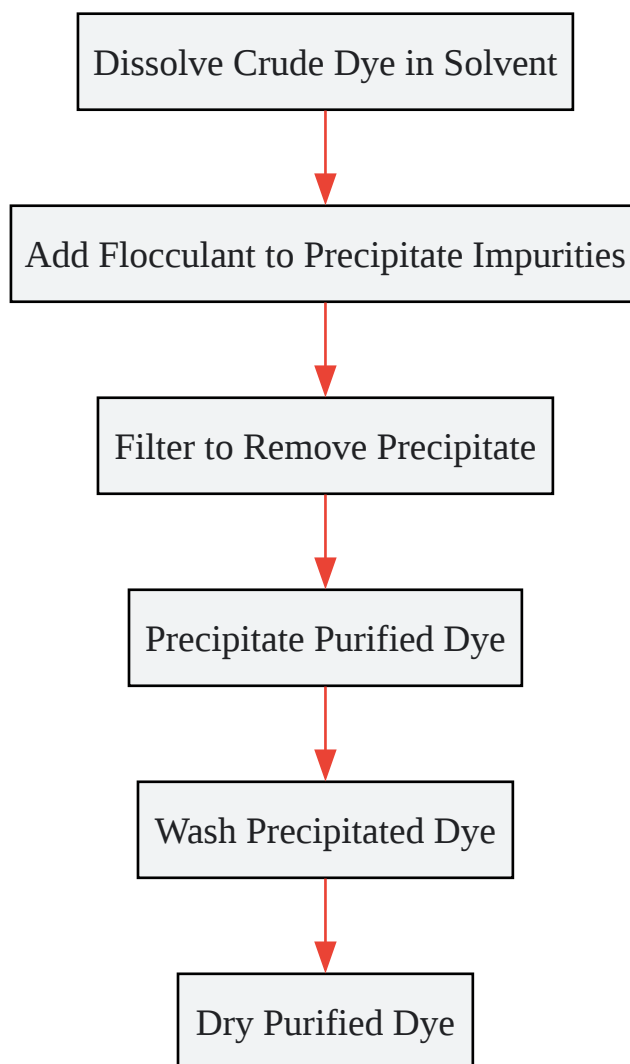 Dissolve Crude Dye in Solvent
Add Flocculant to Precipitate Impurities
Filter to Remove Precipitate
Precipitate Purified Dye
Wash Precipitated Dye
Dry Purified Dye